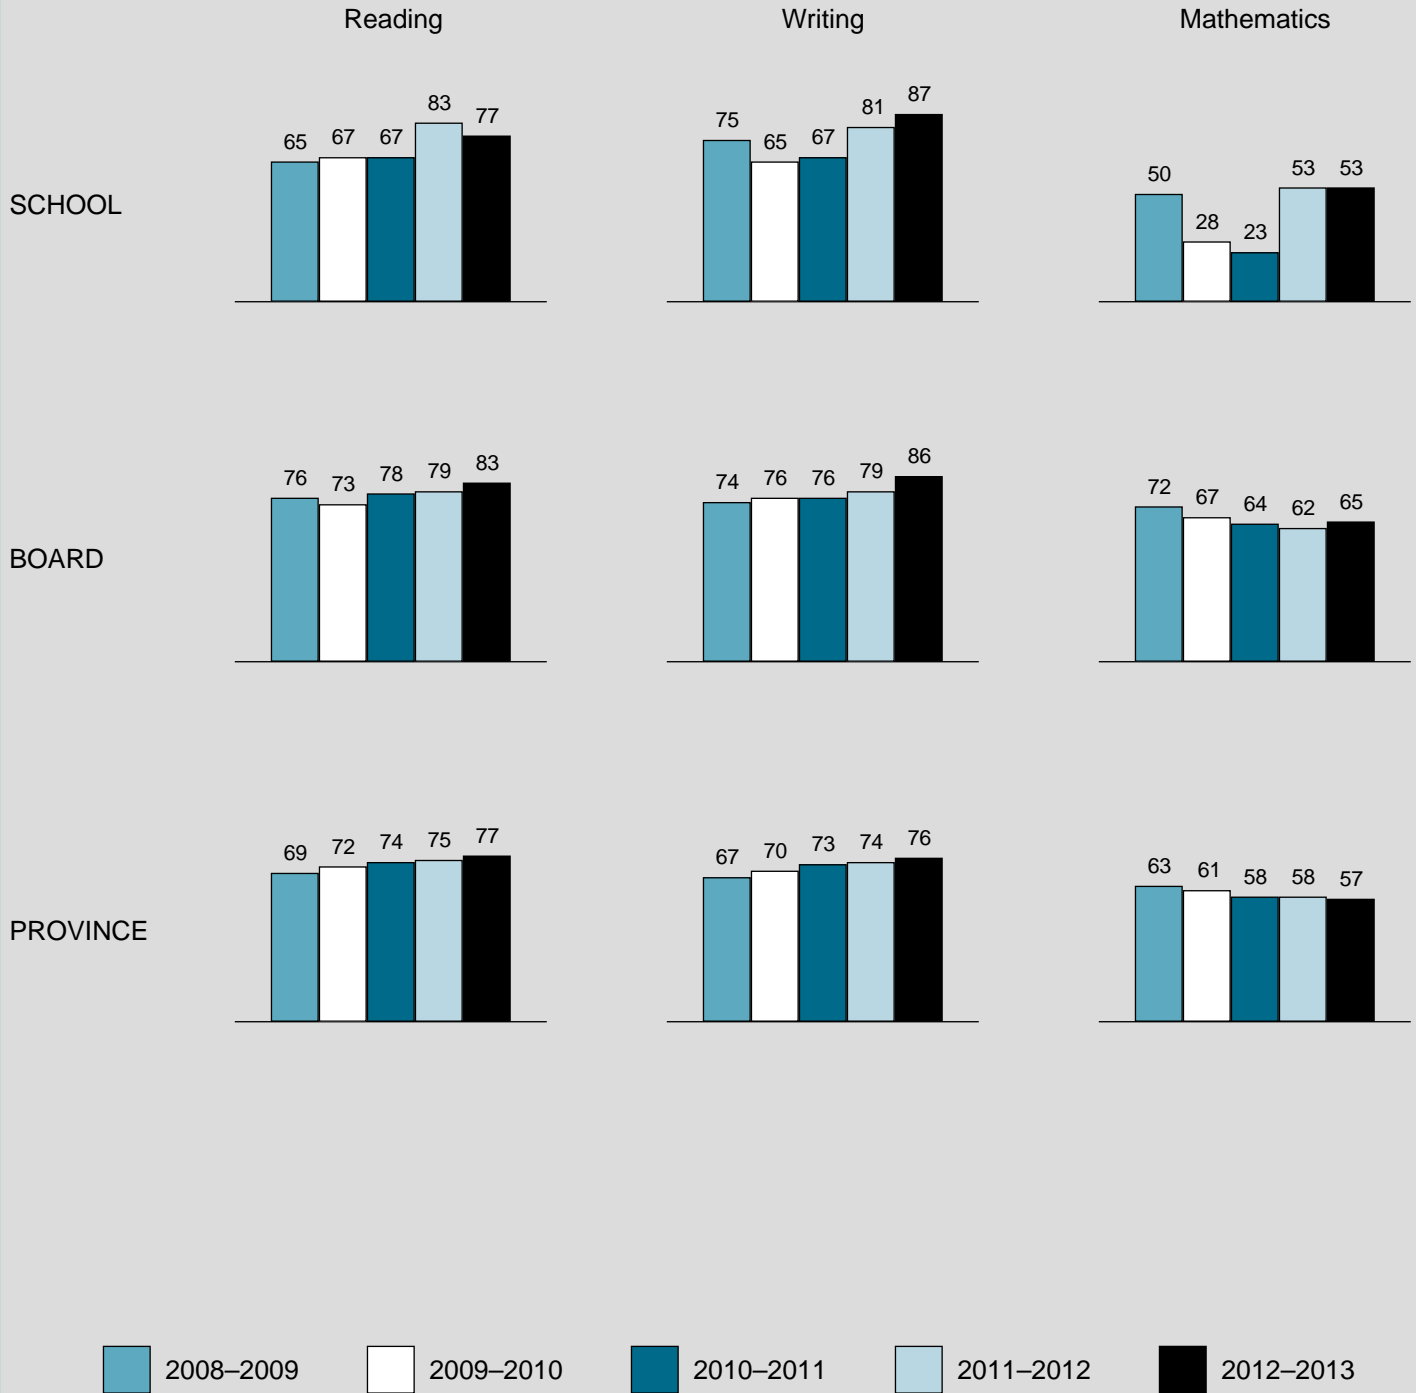 Reading Writing Mathematics
SCHOOL
65 67 67 83 77
75 65 67 81 87
50 28 23 53 53
BOARD
76 73 78 79 83
74 76 76 79 86
72 67 64 62 65
PROVINCE
69 72 74 75 77
67 70 73 74 76
63 61 58 58 57
2008–2009 2009–2010 2010–2011 2011–2012 2012–2013